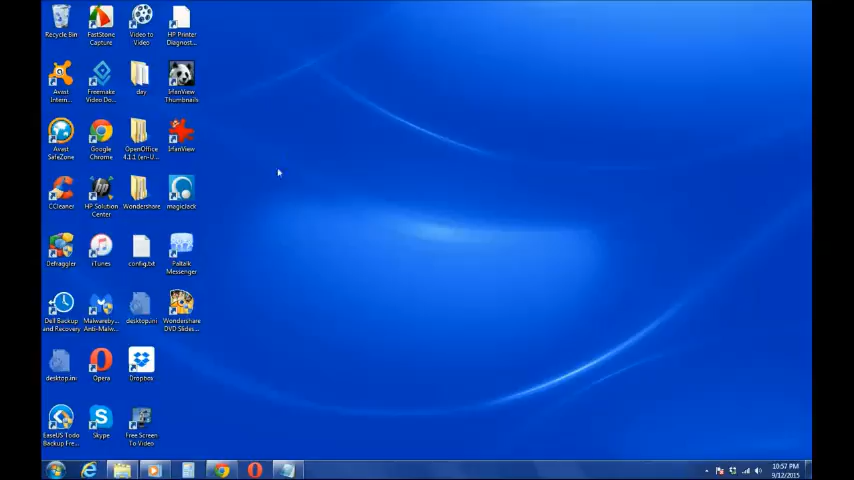 Recycle Bin
FastStone
Capture
Video to
Video
HP Printer
Diagnost...
Avast
Intern...
Freemake
Video Do...
day
IrfanView
Thumbnails
Avast
SafeZone
Google
Chrome
OpenOffice
4.1.1 (en-U...
IrfanView
CCleaner
HP Solution
Center
Wondershare
magicJack
Defraggler
iTunes
config.txt
Paltalk
Messenger
Dell Backup
and Recovery
Malwareby...
Anti-Malw...
desktop.ini
Wondershare
DVD Slides...
desktop.ini
Opera
Dropbox
EaseUS Todo
Backup Fre...
Skype
Free Screen
To Video
10:57 PM
9/12/2015